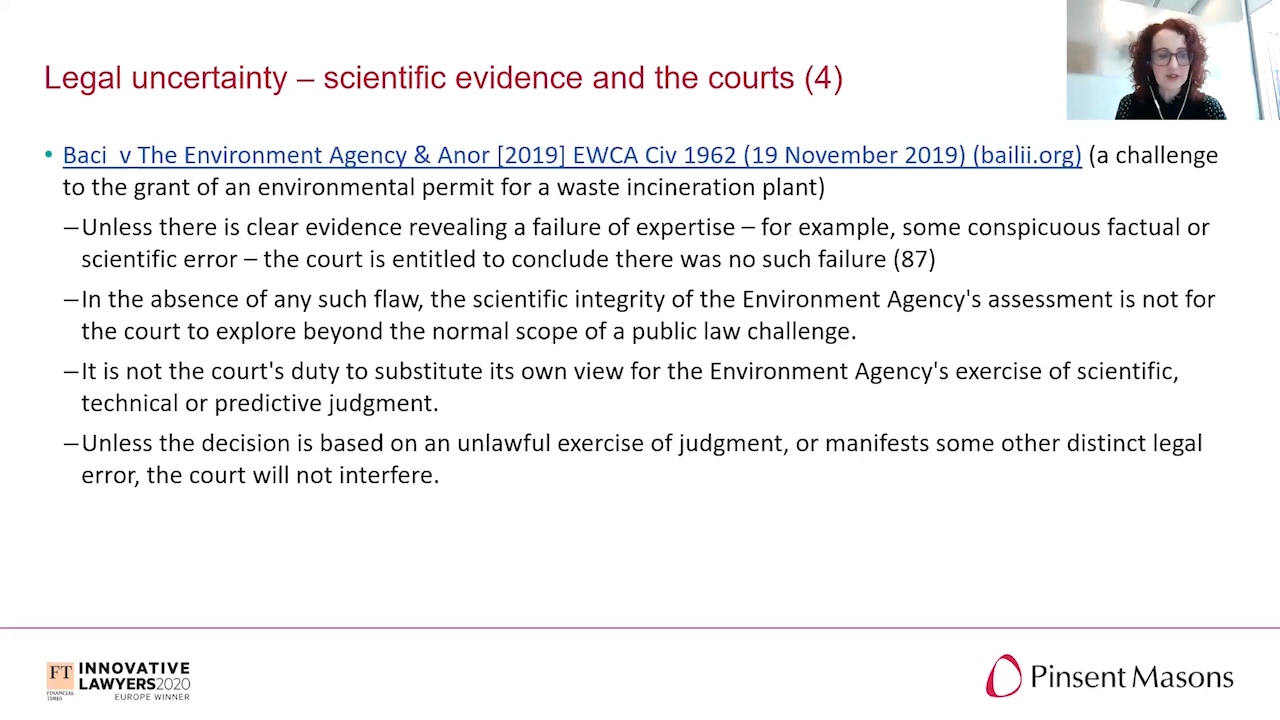 Legal uncertainty – scientific evidence and the courts (4)
• Baci v The Environment Agency & Anor [2019] EWCA Civ 1962 (19 November 2019) (bailii.org) (a challenge
to the grant of an environmental permit for a waste incineration plant)
–Unless there is clear evidence revealing a failure of expertise – for example, some conspicuous factual or
scientific error – the court is entitled to conclude there was no such failure (87)
–In the absence of any such flaw, the scientific integrity of the Environment Agency's assessment is not for
the court to explore beyond the normal scope of a public law challenge.
–It is not the court's duty to substitute its own view for the Environment Agency's exercise of scientific,
technical or predictive judgment.
–Unless the decision is based on an unlawful exercise of judgment, or manifests some other distinct legal
error, the court will not interfere.
FT
FINANCIAL
TIMES
INNOVATIVE
LAWYERS2020
EUROPE WINNER
Pinsent Masons